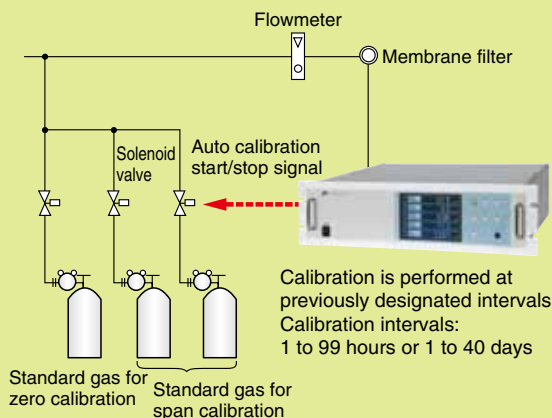 Flowmeter
Membrane filter
Solenoid
valve
Auto calibration
start/stop signal
Calibration is performed at
previously designated intervals
Calibration intervals:
1 to 99 hours or 1 to 40 days
Standard gas for
zero calibration
Standard gas for
span calibration